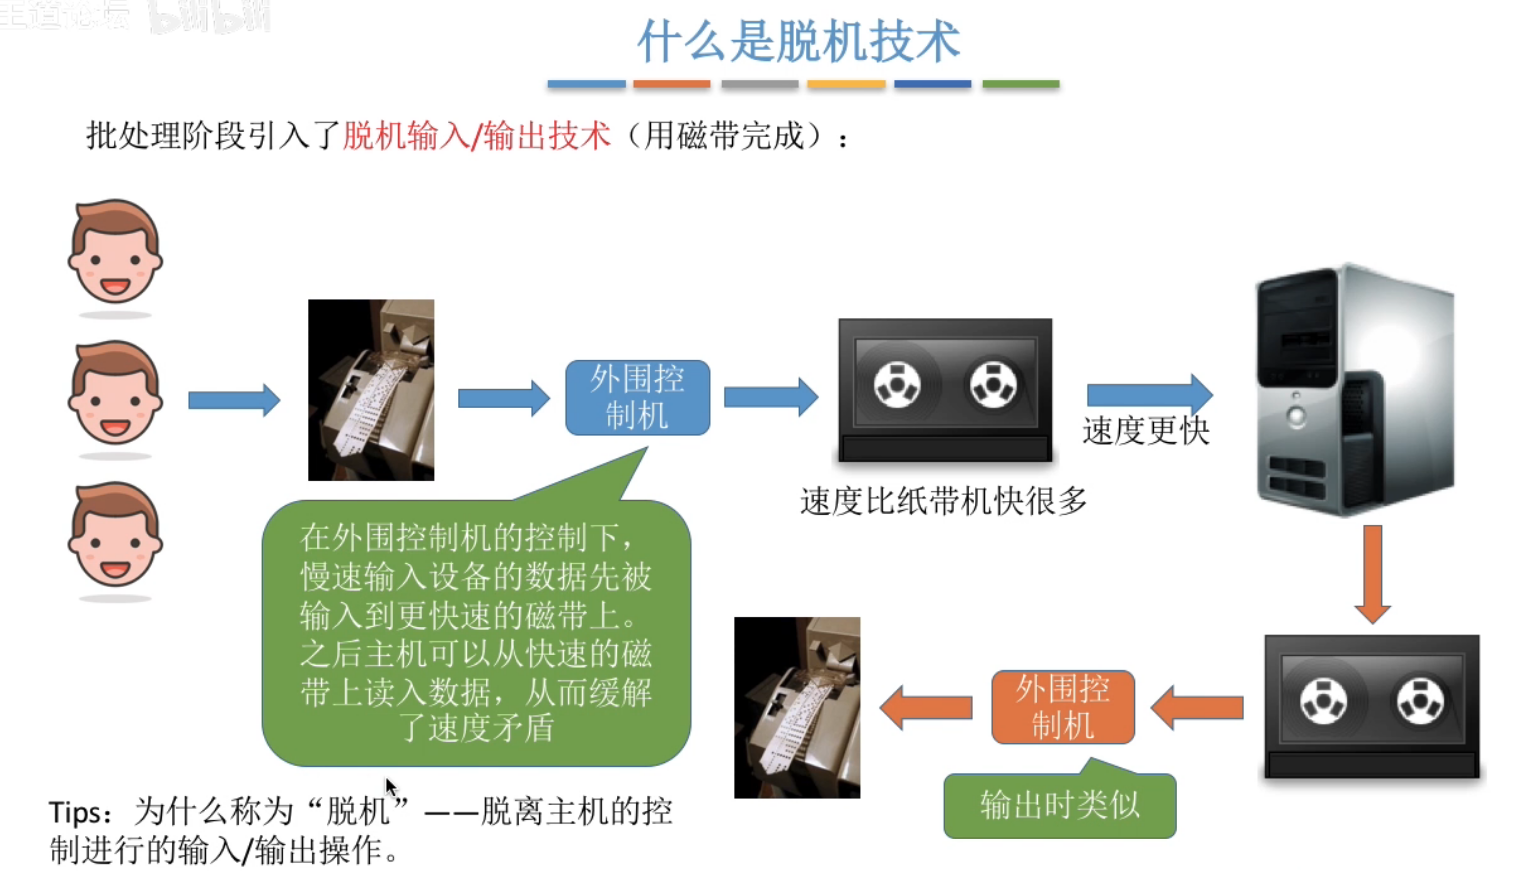 王道论坛 bilibili
什么是脱机技术
批处理阶段引入了脱机输入/输出技术（用磁带完成）：
外围控
制机
速度更快
速度比纸带机快很多
在外围控制机的控制下，
慢速输入设备的数据先被
输入到更快速的磁带上。
之后主机可以从快速的磁
带上读入数据，从而缓解
了速度矛盾
外围控
制机
输出时类似
Tips：为什么称为“脱机”——脱离主机的控
制进行的输入/输出操作。